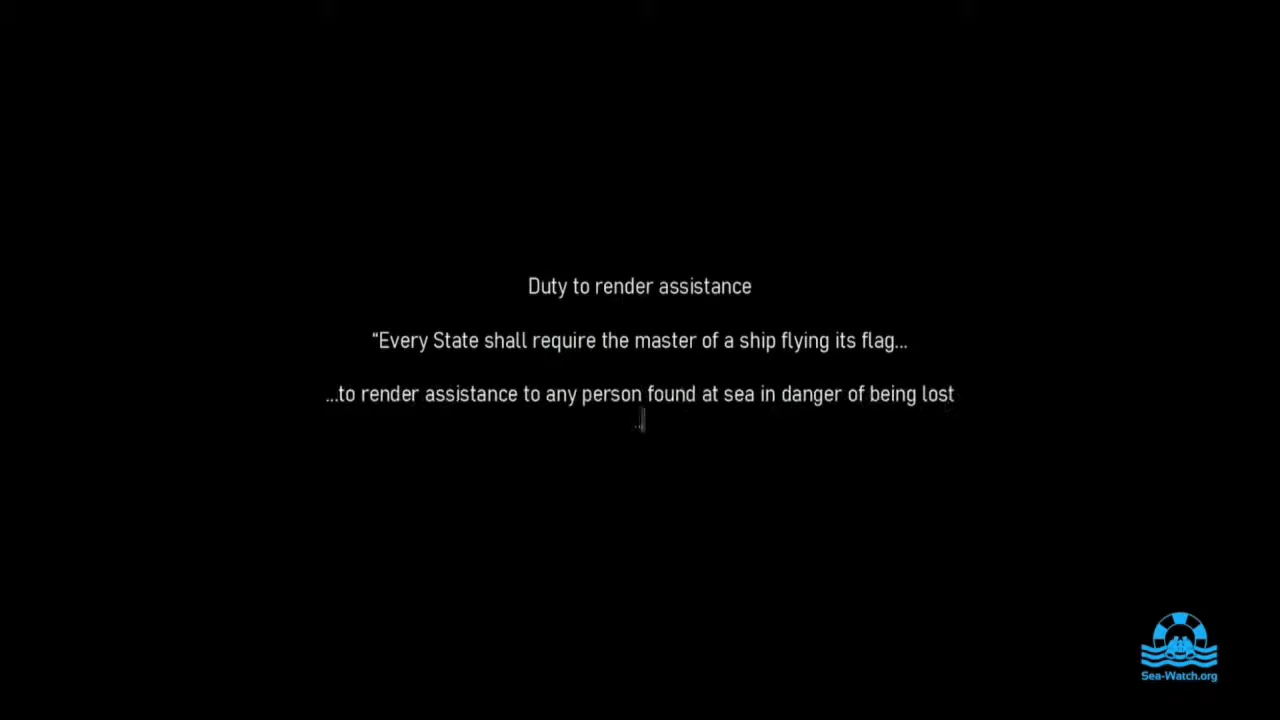 Duty to render assistance
“Every State shall require the master of a ship flying its flag...
...to render assistance to any person found at sea in danger of being lost
..
Sea-Watch.org